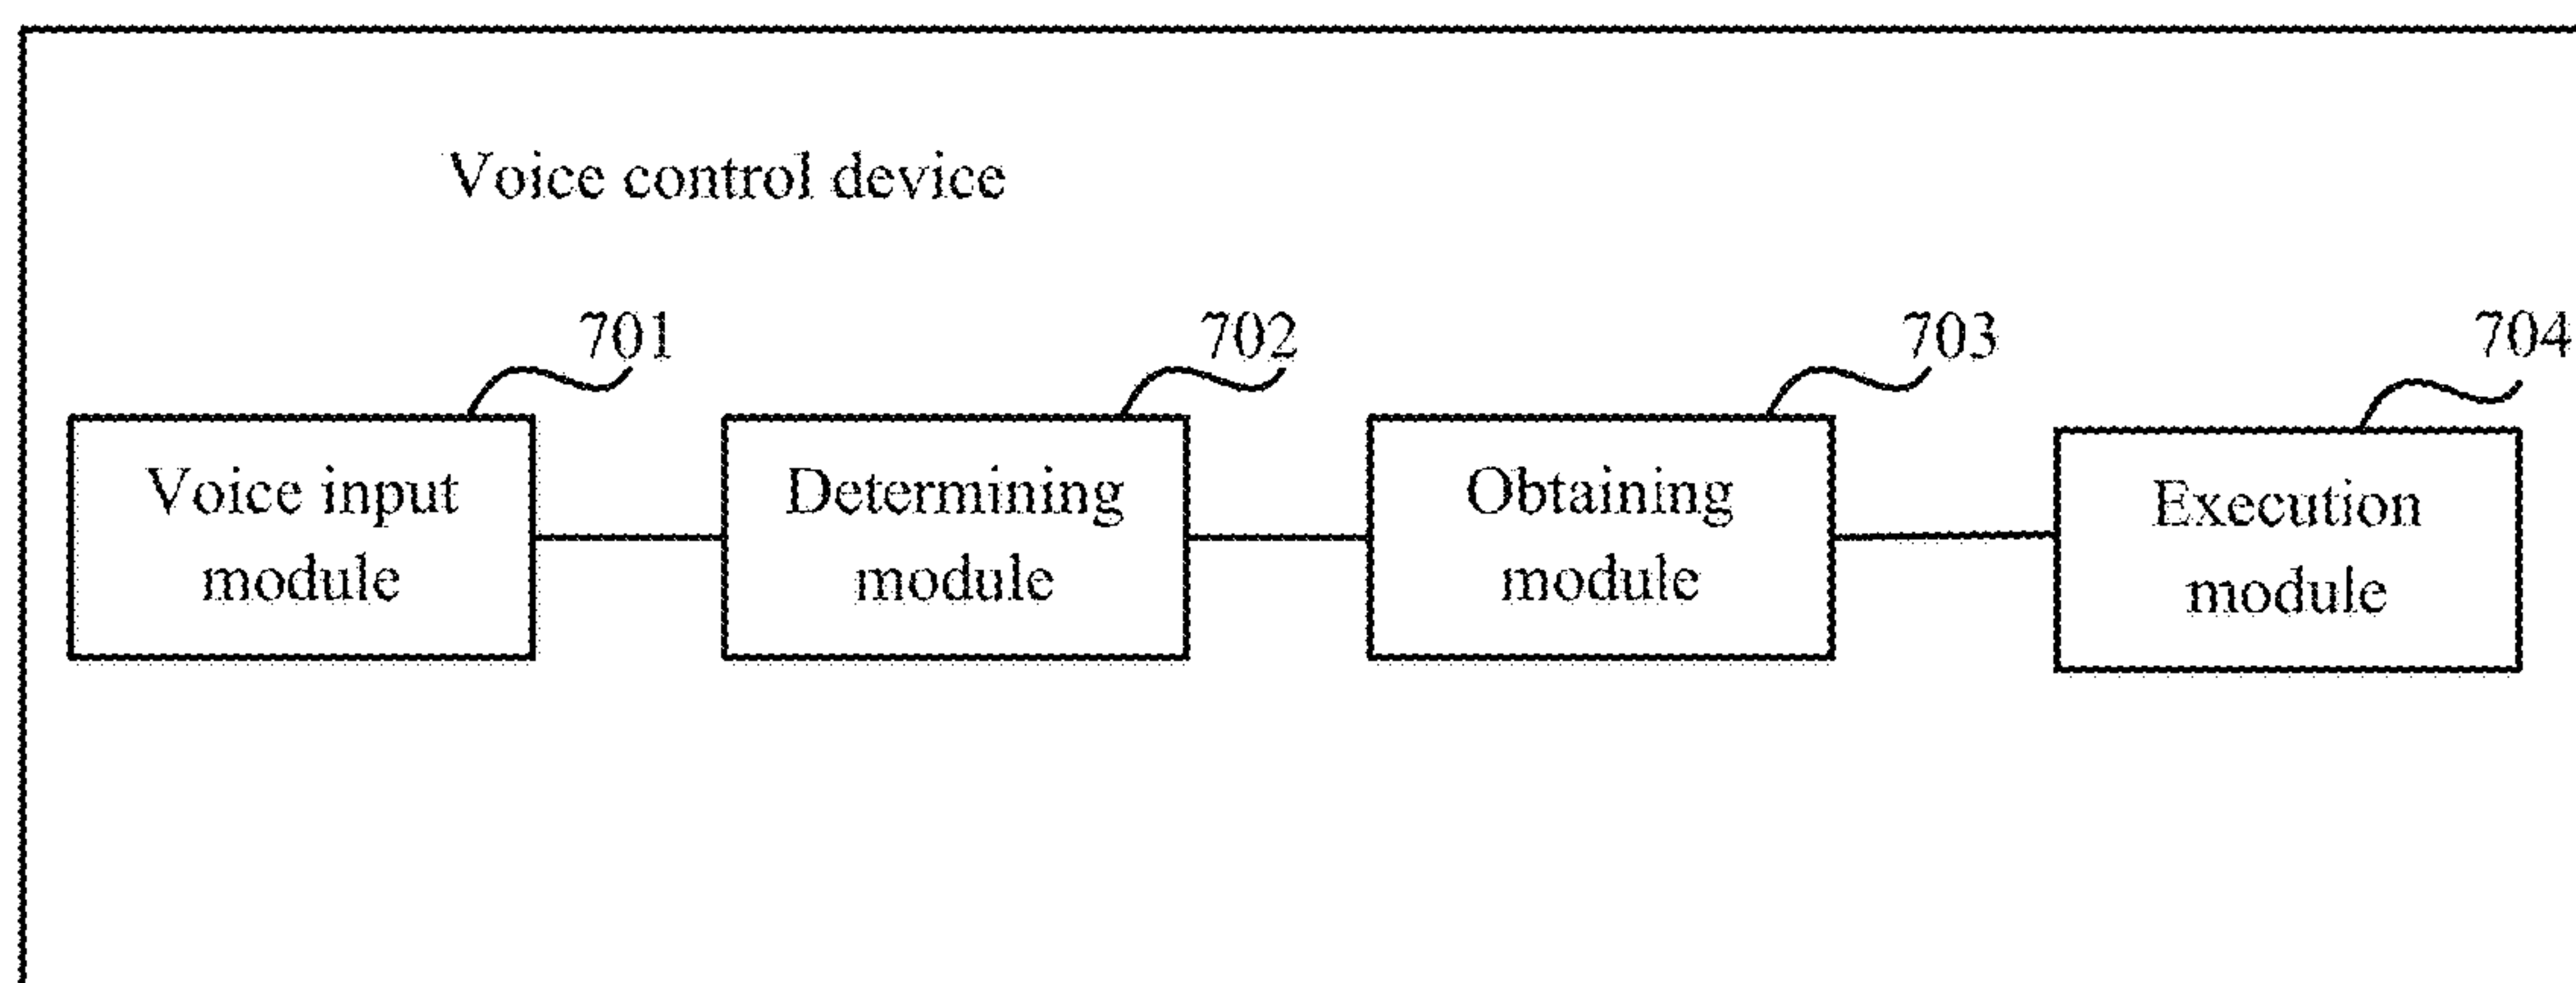 Voice control device
701
702
703
704
Voice input
module
Determining
module
Obtaining
module
Execution
module